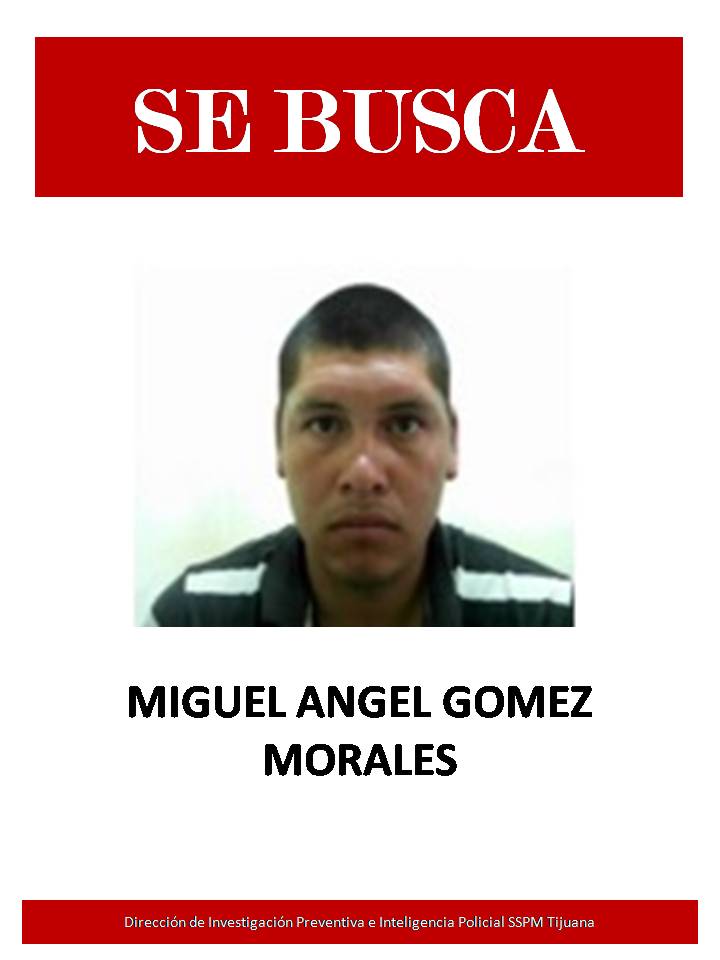 SE BUSCA
MIGUEL ANGEL GOMEZ
MORALES
Dirección de Investigación Preventiva e Inteligencia Policial SSPM Tijuana